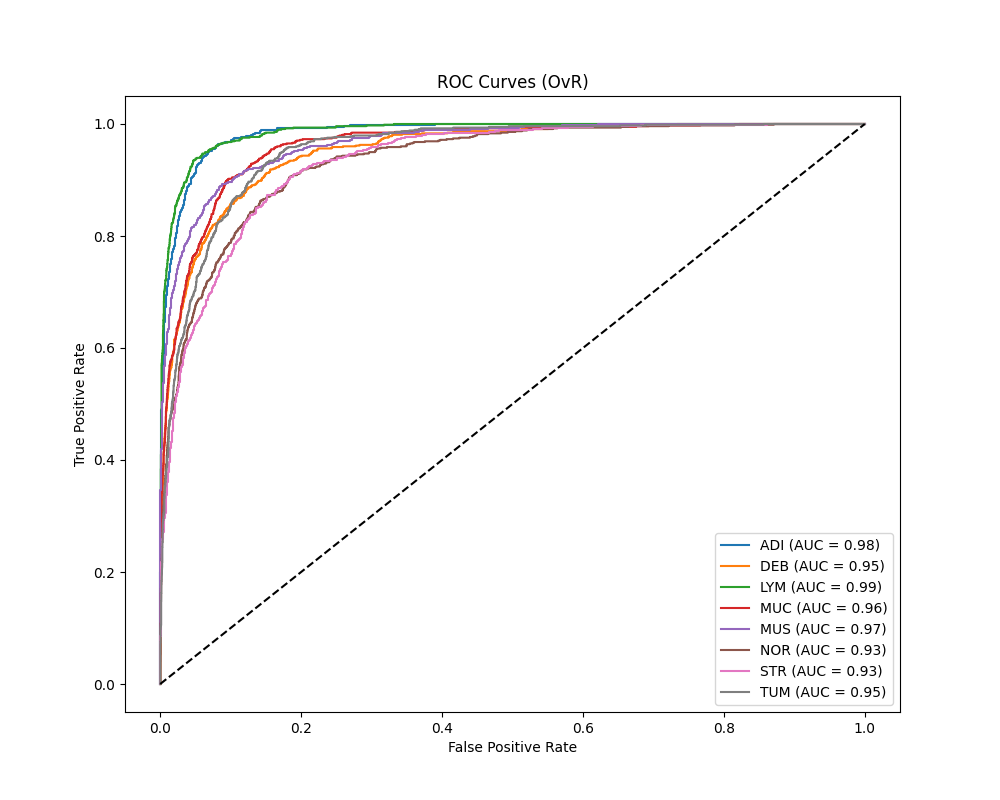 ROC Curves (OvR)
True Positive Rate
1.0
0.8
0.6
0.4
0.2
0.0
ADI (AUC = 0.98)
DEB (AUC = 0.95)
LYM (AUC = 0.99)
MUC (AUC = 0.96)
MUS (AUC = 0.97)
NOR (AUC = 0.93)
STR (AUC = 0.93)
TUM (AUC = 0.95)
0.0 0.2 0.4 0.6 0.8 1.0
False Positive Rate